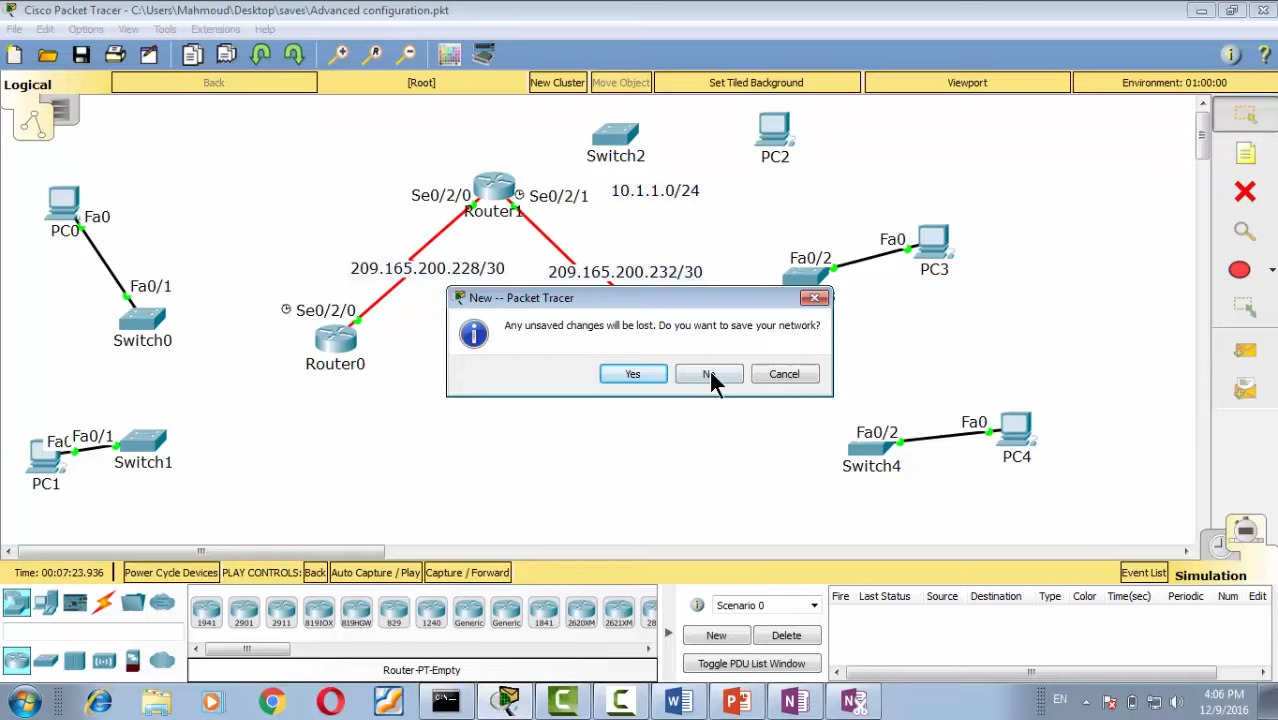 Cisco Packet Tracer - C:\Users\Mahmoud\Desktop\saves\Advanced configuration.pkt
File Edit Options View Tools Extensions Help
Logical Back [Root] New Cluster Move Object Set Tiled Background Viewport Environment: 01:00:00
Switch2
PC2
Se0/2/0 Se0/2/1
Router1
10.1.1.0/24
PC0 Fa0
Fa0 PC3
209.165.200.228/30 209.165.200.232/30
Fa0/2
Fa0/1
Switch0
Se0/2/0
Router0
New -- Packet Tracer
Any unsaved changes will be lost. Do you want to save your network?
Yes Cancel
Fa0/1
Switch1
PC1
Fa0/2 Fa0
Switch4 PC4
Time: 00:07:23.936 Power Cycle Devices PLAY CONTROLS: Back Auto Capture / Play Capture / Forward Event List Simulation
1941 2901 2911 819IOX 819HGW 829 1240 Generic Generic 1841 2620XM 2621XM
Router-PT-Empty
Scenario 0
New Delete
Toggle PDU List Window
Fire Last Status Source Destination Type Color Time(sec) Periodic Num Edit
EN 4:06 PM
12/9/2016